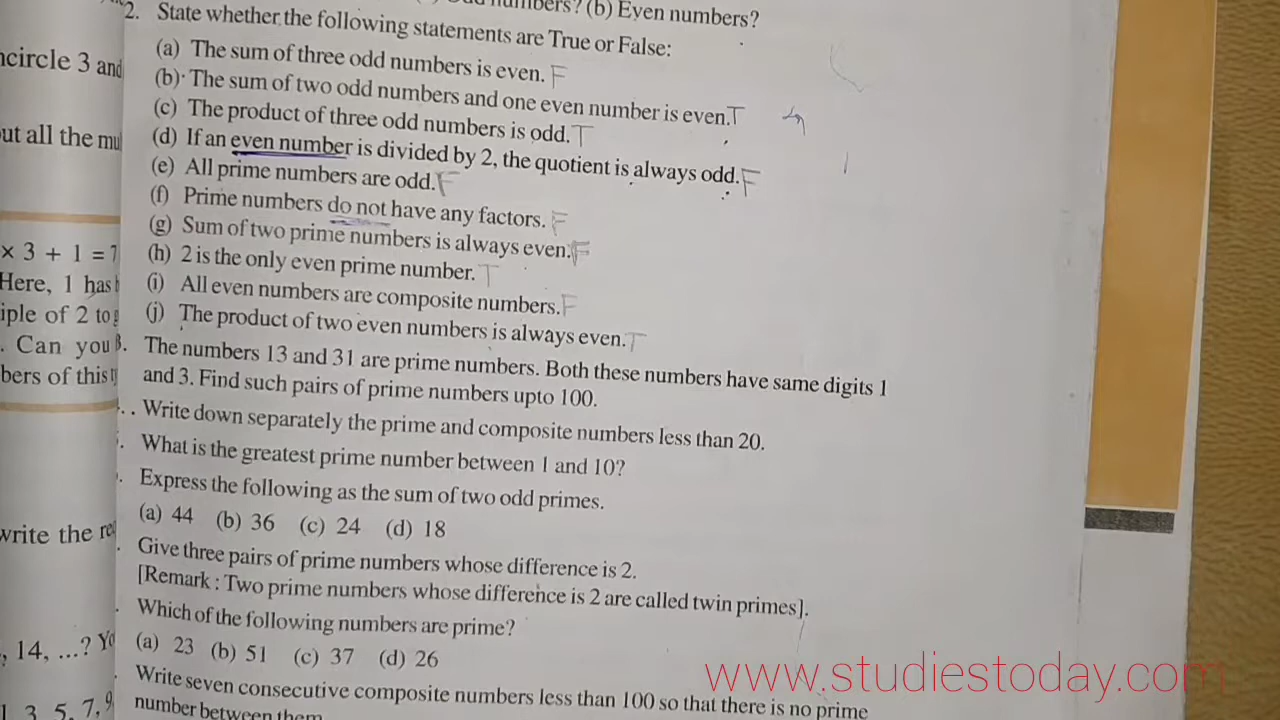 numbers? (b) Even numbers?
2. State whether the following statements are True or False:
(a) The sum of three odd numbers is even. F
(b) The sum of two odd numbers and one even number is even. T
(c) The product of three odd numbers is odd. T
(d) If an even number is divided by 2, the quotient is always odd. F
(e) All prime numbers are odd. F
(f) Prime numbers do not have any factors. F
(g) Sum of two prime numbers is always even. F
(h) 2 is the only even prime number. T
(i) All even numbers are composite numbers. F
(j) The product of two even numbers is always even. T
3. The numbers 13 and 31 are prime numbers. Both these numbers have same digits 1
and 3. Find such pairs of prime numbers upto 100.
Write down separately the prime and composite numbers less than 20.
What is the greatest prime number between 1 and 10?
Express the following as the sum of two odd primes.
(a) 44 (b) 36 (c) 24 (d) 18
Give three pairs of prime numbers whose difference is 2.
[Remark : Two prime numbers whose difference is 2 are called twin primes].
Which of the following numbers are prime?
(a) 23 (b) 51 (c) 37 (d) 26
Write seven consecutive composite numbers less than 100 so that there is no prime
number between them
3 and
out all the
× 3 + 1 = 7
Here, 1 has
of 2 to
. Can you
bers of this
write the
, 14, ...?
1 3, 5, 7, 9
www.studiestoday.com